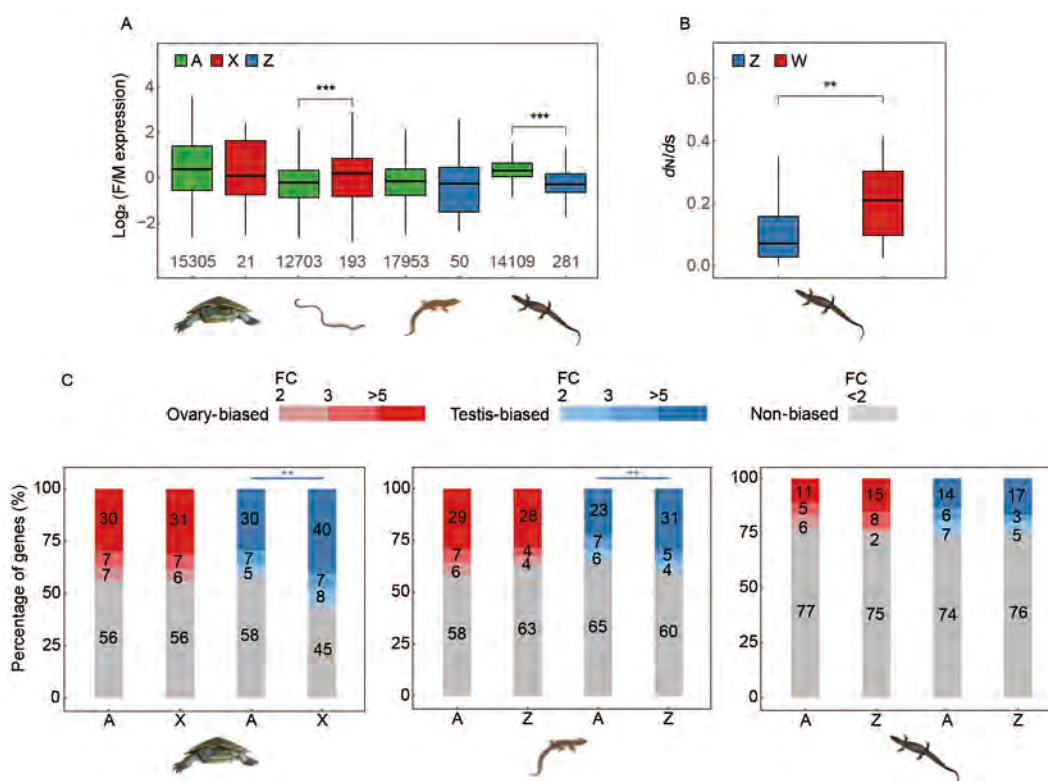 A
A X Z
Log₂ (F/M expression)
4
2
0
−2
***
***
15305 21 12703 193 17953 50 14109 281
B
Z W
dN/ds
0.6
0.4
0.2
0.0
**
C
FC
2 3 >5
Ovary-biased
FC
2 3 >5
Testis-biased
FC
<2
Non-biased
Percentage of genes (%)
100
75
50
25
0
**
30 31 30 40
7 7 7 7
7 6 5 8
56 56 58 45
A X A X
100
75
50
25
0
**
29 28 23 31
7 4 7 5
6 4 6 4
58 63 65 60
A Z A Z
100
75
50
25
0
11 15 14 17
5 8 6 3
6 2 7 5
77 75 74 76
A Z A Z